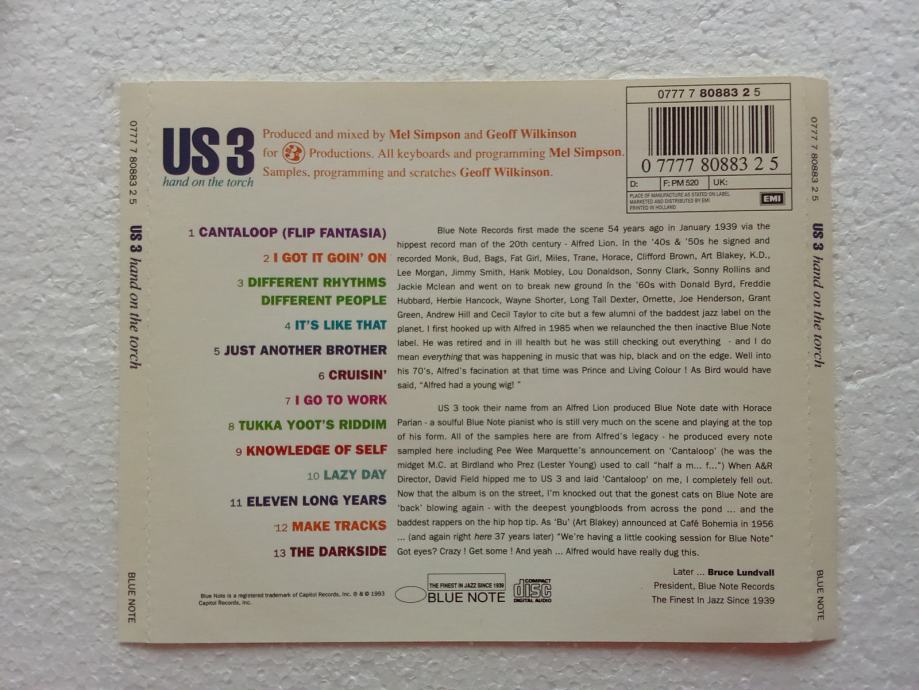 0777 7 80883 2 5
US 3 hand on the torch
BLUE NOTE
US 3
hand on the torch
Produced and mixed by Mel Simpson and Geoff Wilkinson
for Productions. All keyboards and programming Mel Simpson.
Samples, programming and scratches Geoff Wilkinson.
0777 7 80883 2 5
0 7777 80883 2 5
D: F: PM 520 UK:
PLACE OF MANUFACTURE AS STATED ON LABEL
MARKETED AND DISTRIBUTED BY EMI
PRINTED IN HOLLAND
EMI
1 CANTALOOP (FLIP FANTASIA)
2 I GOT IT GOIN' ON
3 DIFFERENT RHYTHMS
DIFFERENT PEOPLE
4 IT'S LIKE THAT
5 JUST ANOTHER BROTHER
6 CRUISIN'
7 I GO TO WORK
8 TUKKA YOOT'S RIDDIM
9 KNOWLEDGE OF SELF
10 LAZY DAY
11 ELEVEN LONG YEARS
12 MAKE TRACKS
13 THE DARKSIDE
Blue Note Records first made the scene 54 years ago in January 1939 via the
hippest record man of the 20th century - Alfred Lion. In the '40s & '50s he signed and
recorded Monk, Bud, Bags, Fat Girl, Miles, Trane, Horace, Clifford Brown, Art Blakey, K.D.,
Lee Morgan, Jimmy Smith, Hank Mobley, Lou Donaldson, Sonny Clark, Sonny Rollins and
Jackie Mclean and went on to break new ground in the '60s with Donald Byrd, Freddie
Hubbard, Herbie Hancock, Wayne Shorter, Long Tall Dexter, Ornette, Joe Henderson, Grant
Green, Andrew Hill and Cecil Taylor to cite but a few alumni of the baddest jazz label on the
planet. I first hooked up with Alfred in 1985 when we relaunched the then inactive Blue Note
label. He was retired and in ill health but he was still checking out everything - and I do
mean everything that was happening in music that was hip, black and on the edge. Well into
his 70's, Alfred's facination at that time was Prince and Living Colour ! As Bird would have
said, "Alfred had a young wig! "
US 3 took their name from an Alfred Lion produced Blue Note date with Horace
Parlan - a soulful Blue Note pianist who is still very much on the scene and playing at the top
of his form. All of the samples here are from Alfred's legacy - he produced every note
sampled here including Pee Wee Marquette's announcement on 'Cantaloop' (he was the
midget M.C. at Birdland who Prez (Lester Young) used to call "half a m... f...") When A&R
Director, David Field hipped me to US 3 and laid 'Cantaloop' on me, I completely fell out.
Now that the album is on the street, I'm knocked out that the gonest cats on Blue Note are
'back' blowing again - with the deepest youngbloods from across the pond ... and the
baddest rappers on the hip hop tip. As 'Bu' (Art Blakey) announced at Café Bohemia in 1956
... (and again right here 37 years later) "We're having a little cooking session for Blue Note"
Got eyes? Crazy ! Get some ! And yeah ... Alfred would have really dug this.
Later ... Bruce Lundvall
President, Blue Note Records
The Finest In Jazz Since 1939
Blue Note is a registered trademark of Capitol Records, Inc. ℗ & © 1993
Capitol Records, Inc.
THE FINEST IN JAZZ SINCE 1939
BLUE NOTE
COMPACT
disc
DIGITAL AUDIO
0777 7 80883 2 5
US 3 hand on the torch
BLUE NOTE